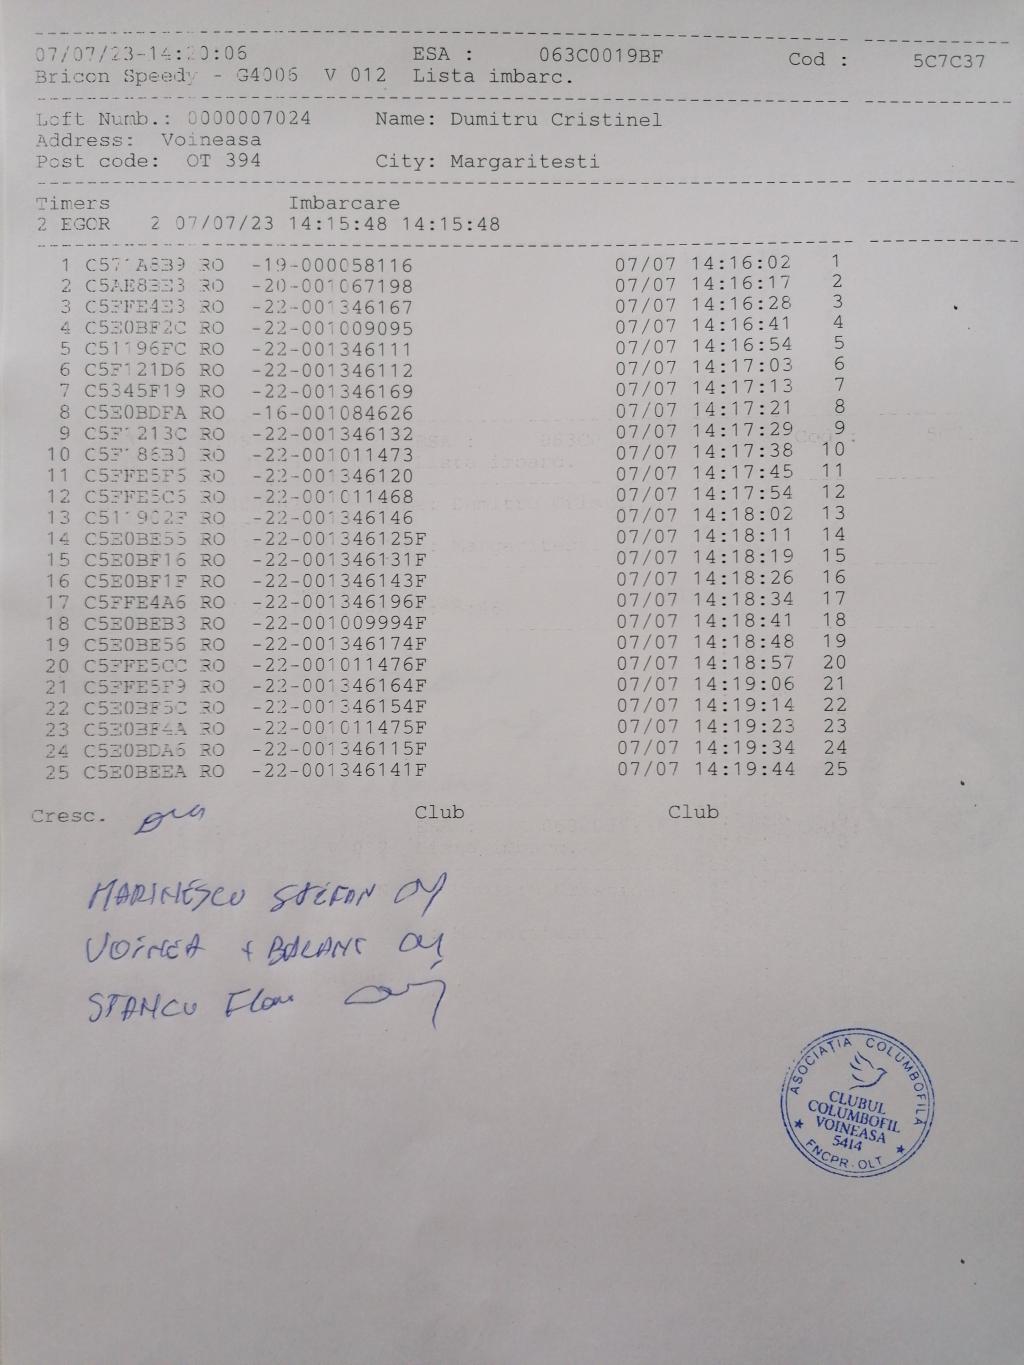 07/07/23-14:20:06 ESA : 063C0019BF Cod : 5C7C37
Bricon Speedy - G4006 V 012 Lista imbarc.
Loft Numb.: 0000007024 Name: Dumitru Cristinel
Address: Voineasa
Post code: OT 394 City: Margaritesti
Timers Imbarcare
2 EGOR 2 07/07/23 14:15:48 14:15:48
1 C571A8B9 RO -19-000058116 07/07 14:16:02 1
2 C5AE8BE3 RO -20-001067198 07/07 14:16:17 2
3 C5FFE4E3 RO -22-001346167 07/07 14:16:28 3
4 C5E0BF2C RO -22-001009095 07/07 14:16:41 4
5 C51196FC RO -22-001346111 07/07 14:16:54 5
6 C5F121D6 RO -22-001346112 07/07 14:17:03 6
7 C5345F19 RO -22-001346169 07/07 14:17:13 7
8 C5E0BDFA RO -16-001084626 07/07 14:17:21 8
9 C5F1213C RO -22-001346132 07/07 14:17:29 9
10 C5F186B0 RO -22-001011473 07/07 14:17:38 10
11 C5FFE5F5 RO -22-001346120 07/07 14:17:45 11
12 C5FFE5C5 RO -22-001011468 07/07 14:17:54 12
13 C511902F RO -22-001346146 07/07 14:18:02 13
14 C5E0BE55 RO -22-001346125F 07/07 14:18:11 14
15 C5E0BF16 RO -22-001346131F 07/07 14:18:19 15
16 C5E0BF1F RO -22-001346143F 07/07 14:18:26 16
17 C5FFE4A6 RO -22-001346196F 07/07 14:18:34 17
18 C5E0BEB3 RO -22-001009994F 07/07 14:18:41 18
19 C5E0BE56 RO -22-001346174F 07/07 14:18:48 19
20 C5FFE5CC RO -22-001011476F 07/07 14:18:57 20
21 C5FFE5F9 RO -22-001346164F 07/07 14:19:06 21
22 C5E0BF5C RO -22-001346154F 07/07 14:19:14 22
23 C5E0BF4A RO -22-001011475F 07/07 14:19:23 23
24 C5E0BDA6 RO -22-001346115F 07/07 14:19:34 24
25 C5E0BEEA RO -22-001346141F 07/07 14:19:44 25
Cresc. Club Club
MARINESCU STEFAN
VOINEA + BALANT
STANCU Flor
ASOCIAȚIA COLUMBOFILA
CLUBUL
COLUMBOFIL
VOINEASA
5414
FNCPR-OLT